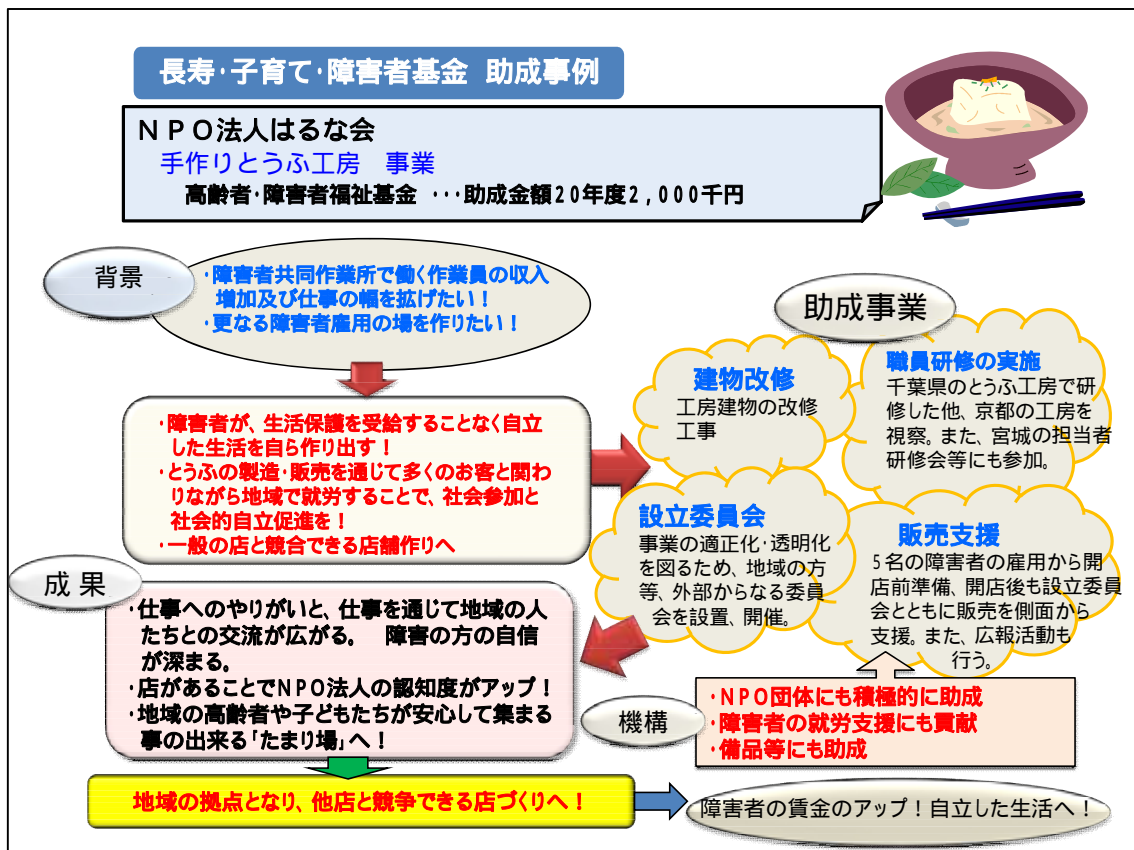 長寿・子育て・障害者基金 助成事例
NPO法人はるな会
手作りとうふ工房 事業
高齢者・障害者福祉基金 ・・・助成金額20年度2,000千円
背景
・障害者共同作業所で働く作業員の収入
増加及び仕事の幅を拡げたい！
・更なる障害者雇用の場を作りたい！
・障害者が、生活保護を受給することなく自立
した生活を自ら作り出す！
・とうふの製造・販売を通じて多くのお客と関わ
りながら地域で就労することで、社会参加と
社会的自立促進を！
・一般の店と競合できる店舗作りへ
助成事業
建物改修
工房建物の改修
工事
職員研修の実施
千葉県のとうふ工房で研
修した他、京都の工房を
視察。また、宮城の担当者
研修会等にも参加。
設立委員会
事業の適正化・透明化
を図るため、地域の方
等、外部からなる委員
会を設置、開催。
販売支援
5名の障害者の雇用から開
店前準備、開店後も設立委員
会とともに販売を側面から
支援。また、広報活動も
行う。
成果
・仕事へのやりがいと、仕事を通じて地域の人
たちとの交流が広がる。 障害の方の自信
が深まる。
・店があることでNPO法人の認知度がアップ！
・地域の高齢者や子どもたちが安心して集まる
事の出来る「たまり場」へ！
機構
・NPO団体にも積極的に助成
・障害者の就労支援にも貢献
・備品等にも助成
地域の拠点となり、他店と競争できる店づくりへ！
障害者の賃金のアップ！自立した生活へ！